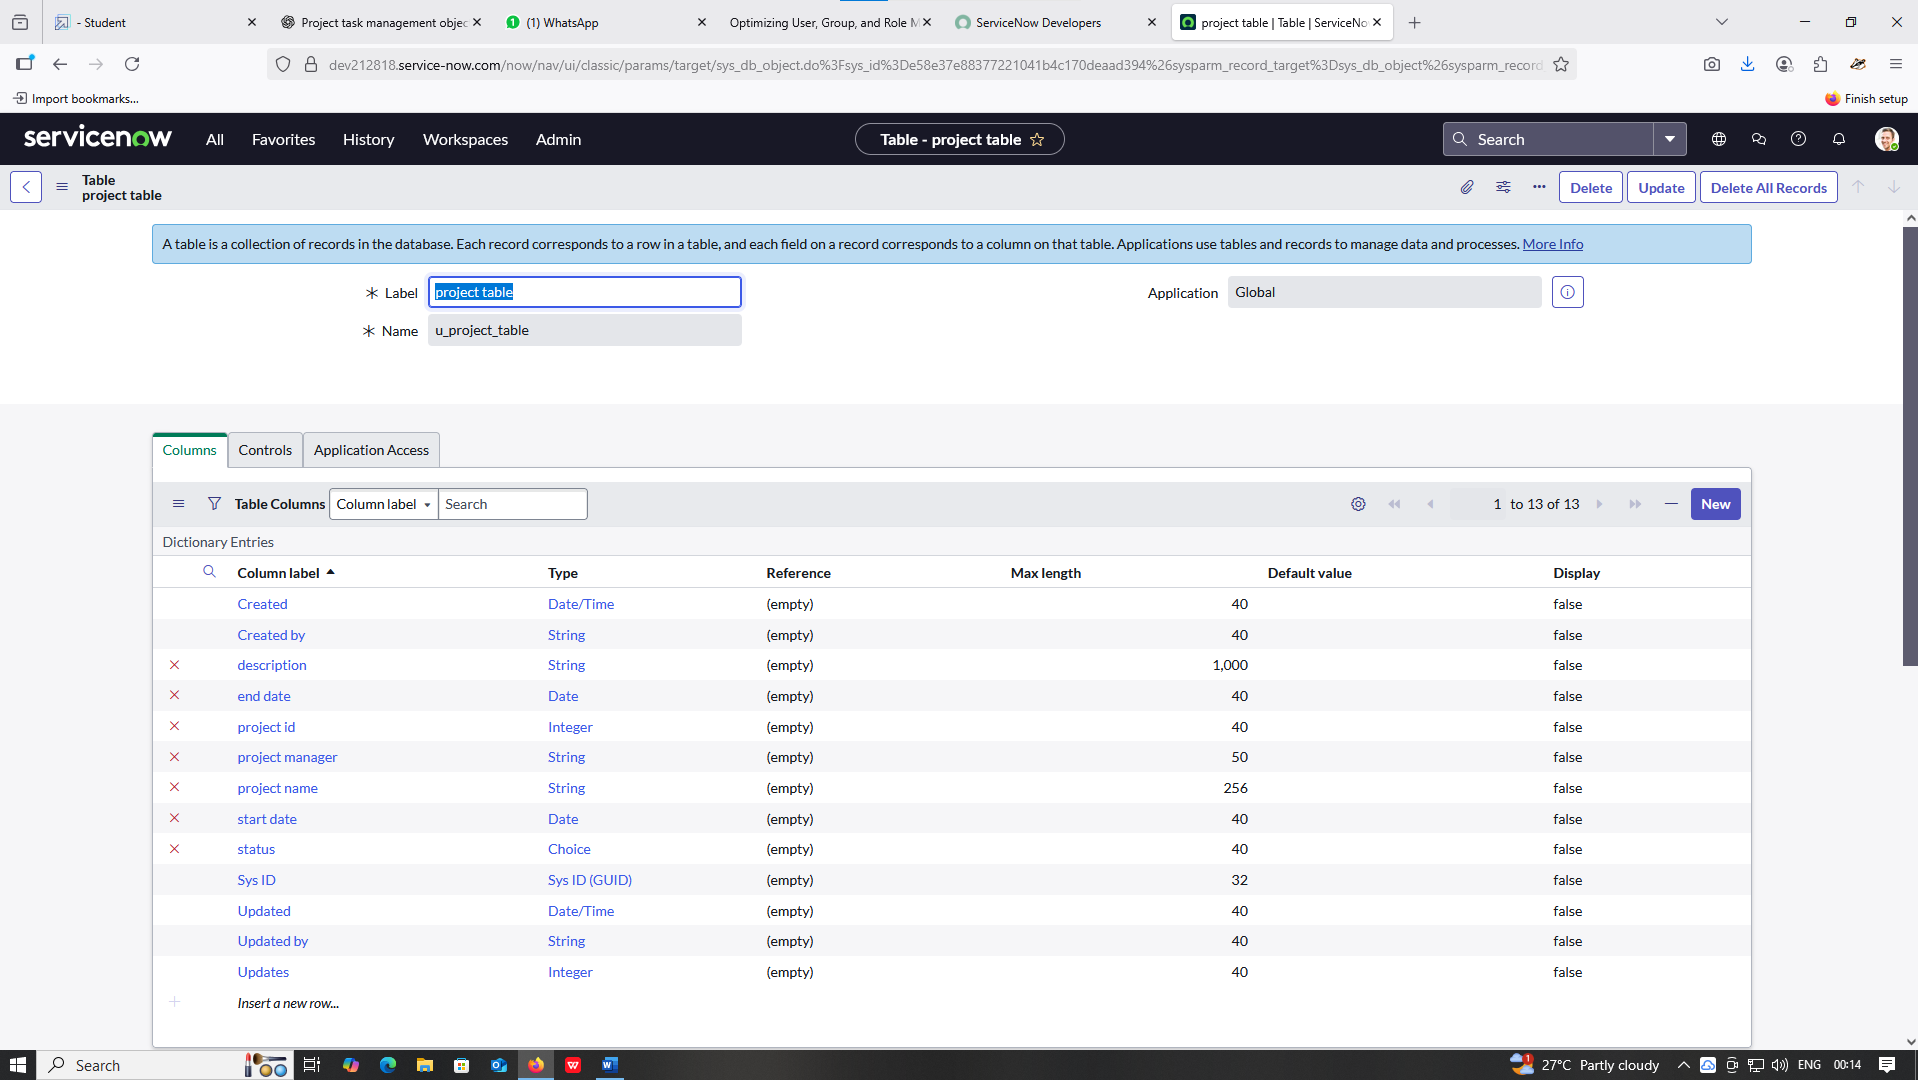 - Student
Project task management objec
1
(1) WhatsApp
Optimizing User, Group, and Role M
ServiceNow Developers
project table | Table | ServiceNo
dev212818.service-now.com/now/nav/ui/classic/params/target/sys_db_object.do%3Fsys_id%3De58e37e88377221041b4c170deaad394%26sysparm_record_target%3Dsys_db_object%26sysparm_record
Import bookmarks...
Finish setup
servicenow
All
Favorites
History
Workspaces
Admin
Table - project table
Search
Table
project table
Delete
Update
Delete All Records
A table is a collection of records in the database. Each record corresponds to a row in a table, and each field on a record corresponds to a column on that table. Applications use tables and records to manage data and processes. More Info
Label
project table
Application
Global
Name
u_project_table
Columns
Controls
Application Access
Table Columns
Column label
Search
1 to 13 of 13
New
Dictionary Entries
Column label Type Reference Max length Default value Display
Created Date/Time (empty) 40 false
Created by String (empty) 40 false
description String (empty) 1,000 false
end date Date (empty) 40 false
project id Integer (empty) 40 false
project manager String (empty) 50 false
project name String (empty) 256 false
start date Date (empty) 40 false
status Choice (empty) 40 false
Sys ID Sys ID (GUID) (empty) 32 false
Updated Date/Time (empty) 40 false
Updated by String (empty) 40 false
Updates Integer (empty) 40 false
Insert a new row...
Search
1
27°C Partly cloudy
ENG
00:14